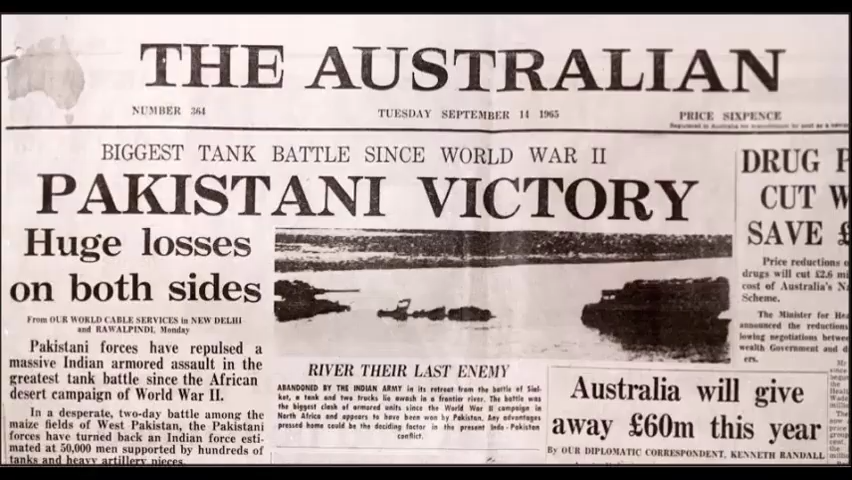 THE AUSTRALIAN
NUMBER 364
TUESDAY SEPTEMBER 14 1965
PRICE SIXPENCE
BIGGEST TANK BATTLE SINCE WORLD WAR II
PAKISTANI VICTORY
Huge losses
on both sides
From OUR WORLD CABLE SERVICES in NEW DELHI
and RAWALPINDI, Monday
Pakistani forces have repulsed a
massive Indian armored assault in the
greatest tank battle since the African
desert campaign of World War II.
In a desperate, two-day battle among the
maize fields of West Pakistan, the Pakistani
forces have turned back an Indian force esti-
mated at 50,000 men supported by hundreds of
tanks and heavy artillery pieces.
RIVER THEIR LAST ENEMY
ABANDONED BY THE INDIAN ARMY in its retreat from the battle of Sial-
kot, a tank and two trucks lie awash in a frontier river. The battle was
the biggest clash of armored units since the World War II campaign in
North Africa and appears to have been won by Pakistan. Any advantages
pressed home could be the deciding factor in the present Indo-Pakistan
conflict.
Australia will give
away £60m this year
By OUR DIPLOMATIC CORRESPONDENT, KENNETH RANDALL
DRUG P
CUT W
SAVE £
Price reductions o
drugs will cut £2.6 mi
cost of Australia's Na
Scheme.
The Minister for Hea
announced the reductions
lowing negotiations betwee
wealth Government and d
ers.